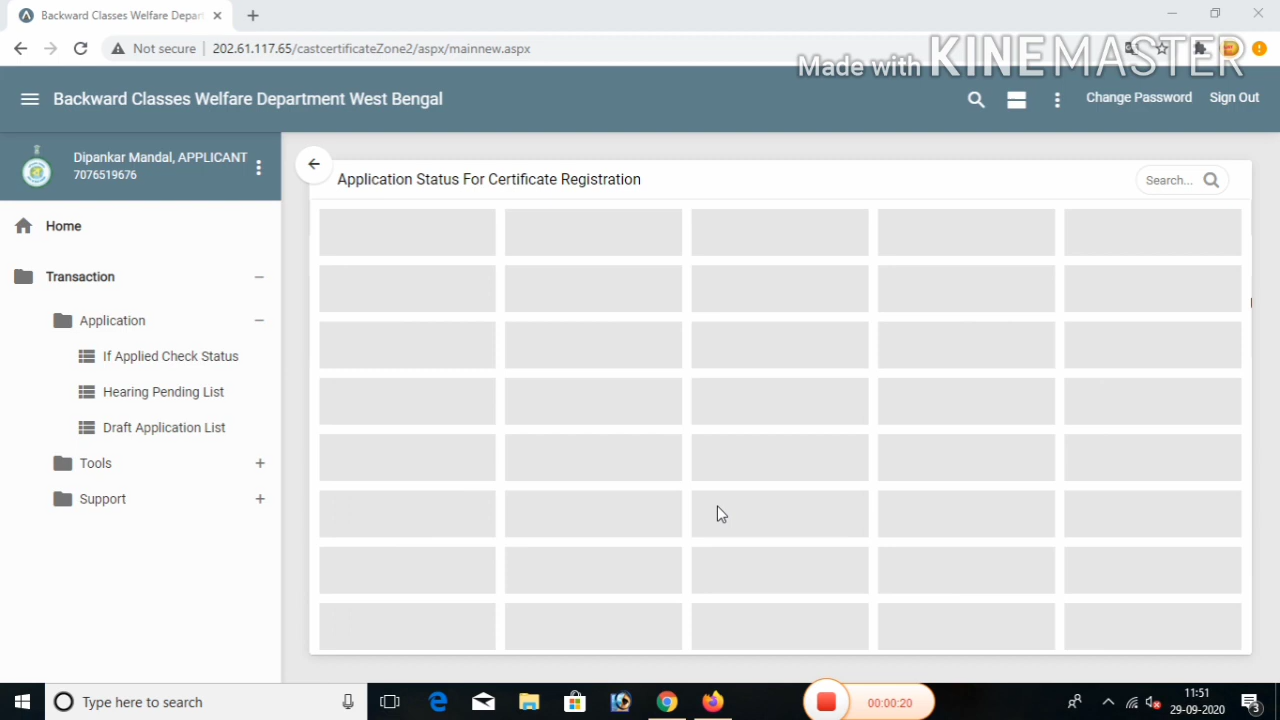 Backward Classes Welfare Depar
Not secure 202.61.117.65/castcertificateZone2/aspx/mainnew.aspx
Made with KINEMASTER
Backward Classes Welfare Department West Bengal
Change Password
Sign Out
Dipankar Mandal, APPLICANT
7076519676
Application Status For Certificate Registration
Search...
Home
Transaction
Application
If Applied Check Status
Hearing Pending List
Draft Application List
Tools
Support
Type here to search
00:00:20
11:51
29-09-2020
3